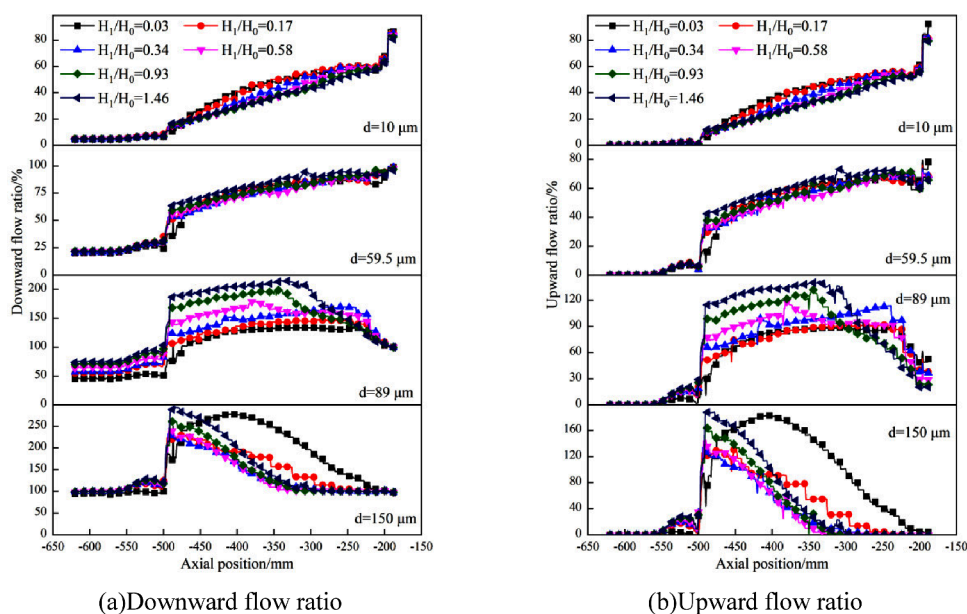 H₁/H₀=0.03 H₁/H₀=0.17
H₁/H₀=0.34 H₁/H₀=0.58
H₁/H₀=0.93
H₁/H₀=1.46
80
60
40
20
0
d=10 μm
100
75
50
25
0
d=59.5 μm
200
150
100
50
0
d=89 μm
250
200
150
100
50
0
d=150 μm
Downward flow ratio/%
-650 -600 -550 -500 -450 -400 -350 -300 -250 -200 -150
Axial position/mm
(a)Downward flow ratio
H₁/H₀=0.03 H₁/H₀=0.17
H₁/H₀=0.34 H₁/H₀=0.58
H₁/H₀=0.93
H₁/H₀=1.46
80
60
40
20
0
d=10 μm
80
60
40
20
0
d=59.5 μm
120
90
60
30
0
d=89 μm
160
120
80
40
0
d=150 μm
Upward flow ratio/%
-650 -600 -550 -500 -450 -400 -350 -300 -250 -200 -150
Axial position/mm
(b)Upward flow ratio